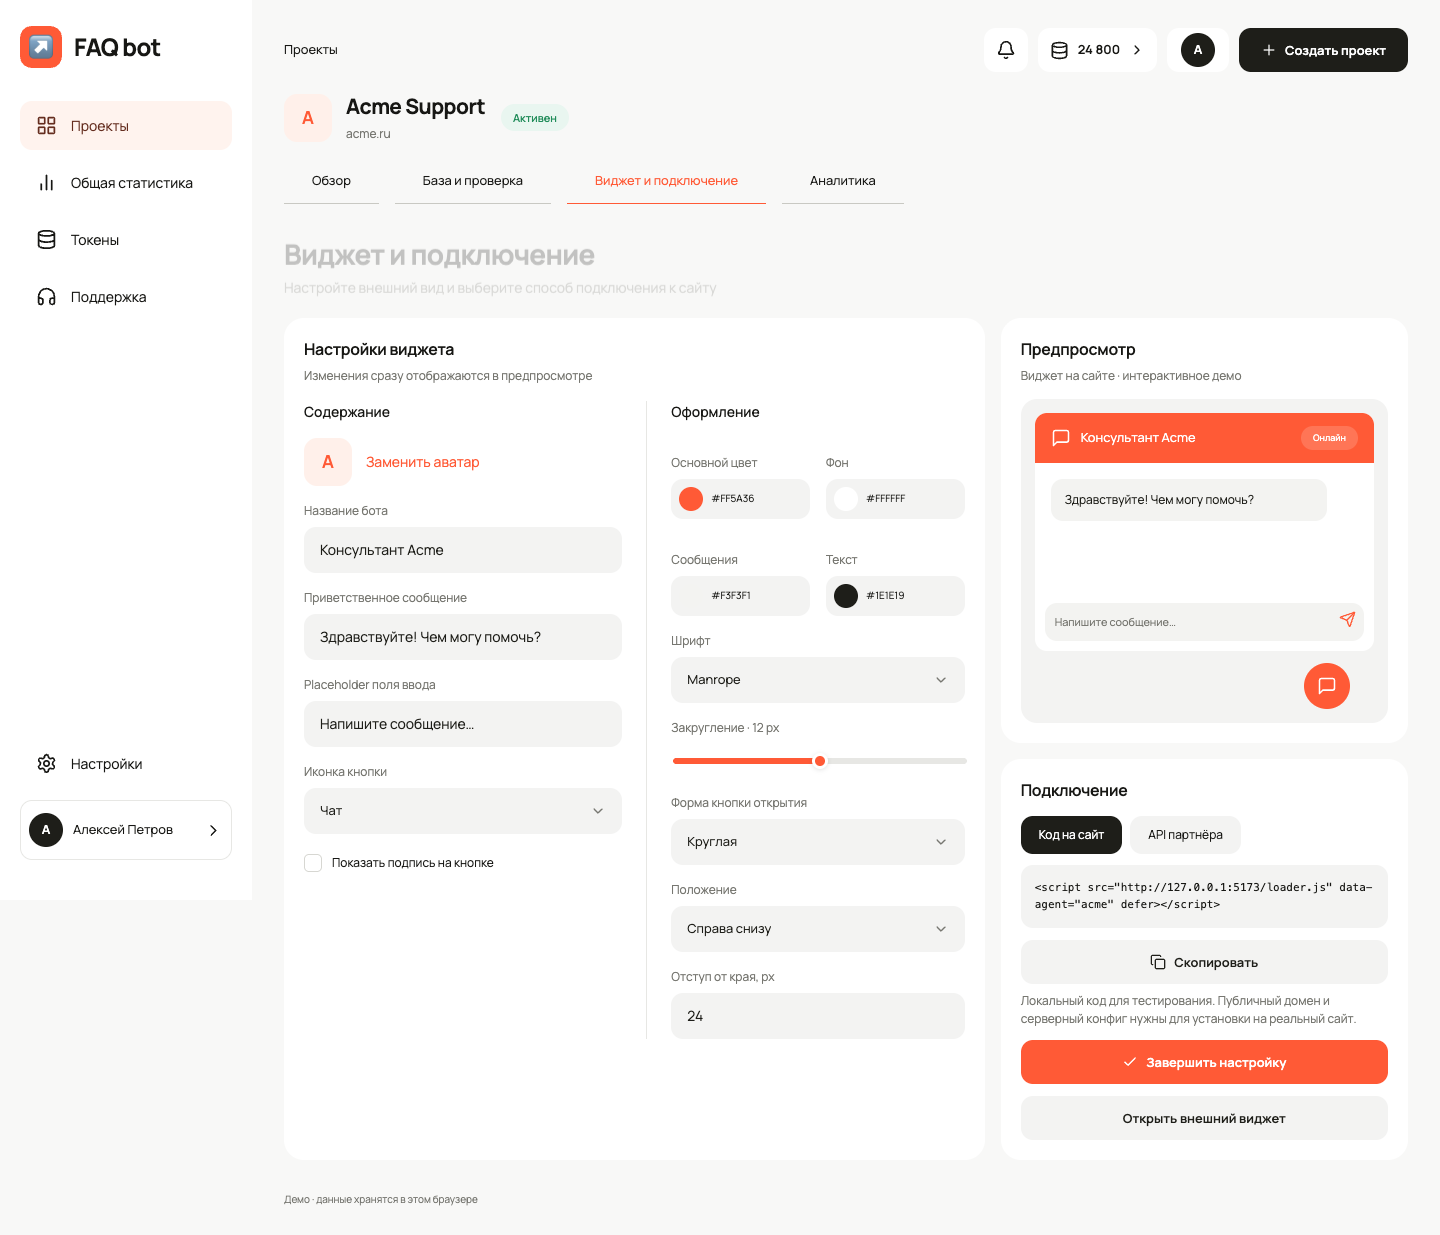 FAQ bot
Проекты
Общая статистика
Токены
Поддержка
Настройки
A
Алексей Петров
Проекты
24 800
A
Создать проект
A
Acme Support
acme.ru
Активен
Обзор
База и проверка
Виджет и подключение
Аналитика
Виджет и подключение
Настройте внешний вид и выберите способ подключения к сайту
Настройки виджета
Изменения сразу отображаются в предпросмотре
Содержание
A
Заменить аватар
Название бота
Консультант Acme
Приветственное сообщение
Здравствуйте! Чем могу помочь?
Placeholder поля ввода
Напишите сообщение…
Иконка кнопки
Чат
Показать подпись на кнопке
Оформление
Основной цвет
Фон
#FF5A36
#FFFFFF
Сообщения
Текст
#F3F3F1
#1E1E19
Шрифт
Manrope
Закругление · 12 px
Форма кнопки открытия
Круглая
Положение
Справа снизу
Отступ от края, px
24
Предпросмотр
Виджет на сайте · интерактивное демо
Консультант Acme
Онлайн
Здравствуйте! Чем могу помочь?
Напишите сообщение…
Подключение
Код на сайт
API партнёра
<script src="http://127.0.0.1:5173/loader.js" data-
agent="acme" defer></script>
Скопировать
Локальный код для тестирования. Публичный домен и
серверный конфиг нужны для установки на реальный сайт.
Завершить настройку
Открыть внешний виджет
Демо · данные хранятся в этом браузере